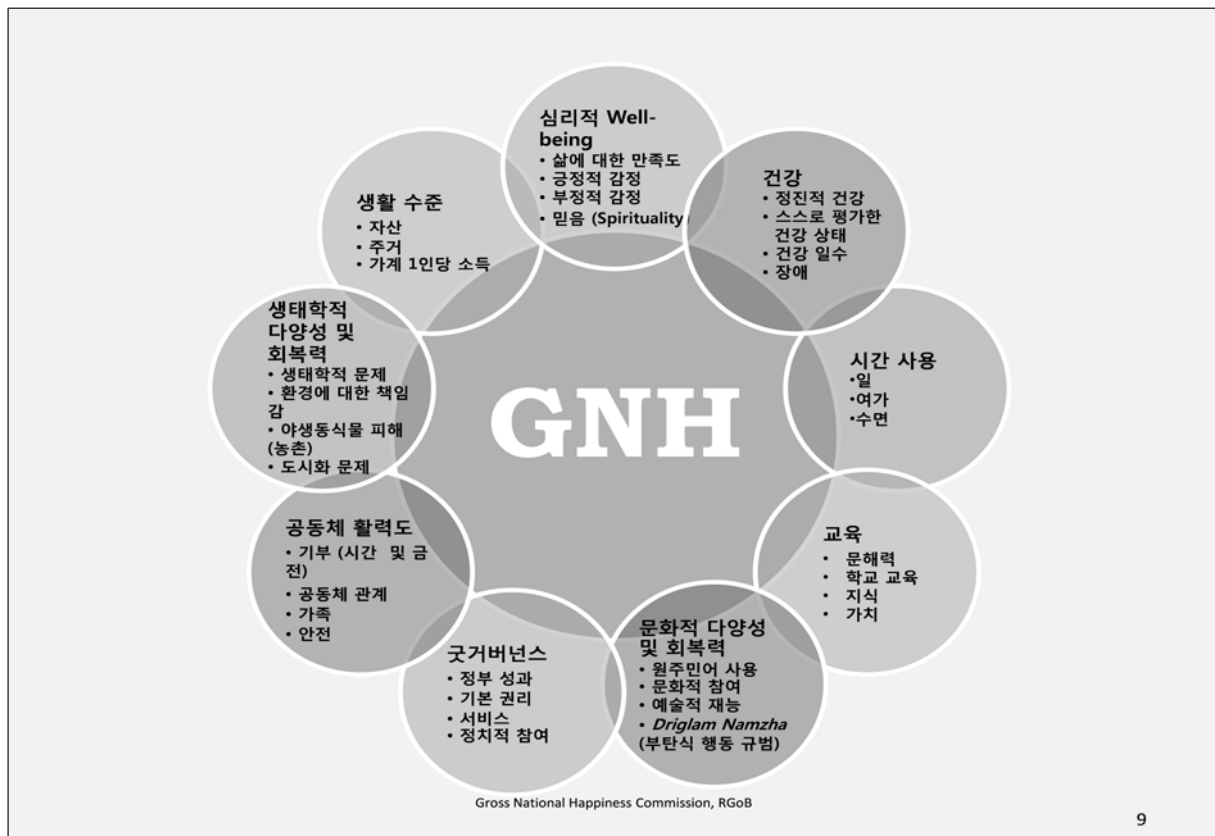 심리적 Well-
being
• 삶에 대한 만족도
• 긍정적 감정
• 부정적 감정
• 믿음 (Spirituality)
건강
• 정진적 건강
• 스스로 평가한
건강 상태
• 건강 일수
• 장애
시간 사용
•일
•여가
•수면
교육
• 문해력
• 학교 교육
• 지식
• 가치
문화적 다양성
및 회복력
• 원주민어 사용
• 문화적 참여
• 예술적 재능
• Driglam Namzha
(부탄식 행동 규범)
굿거버넌스
• 정부 성과
• 기본 권리
• 서비스
• 정치적 참여
공동체 활력도
• 기부 (시간 및 금
전)
• 공동체 관계
• 가족
• 안전
생태학적
다양성 및
회복력
• 생태학적 문제
• 환경에 대한 책임
감
• 야생동식물 피해
(농촌)
• 도시화 문제
생활 수준
• 자산
• 주거
• 가계 1인당 소득
GNH
Gross National Happiness Commission, RGoB
9